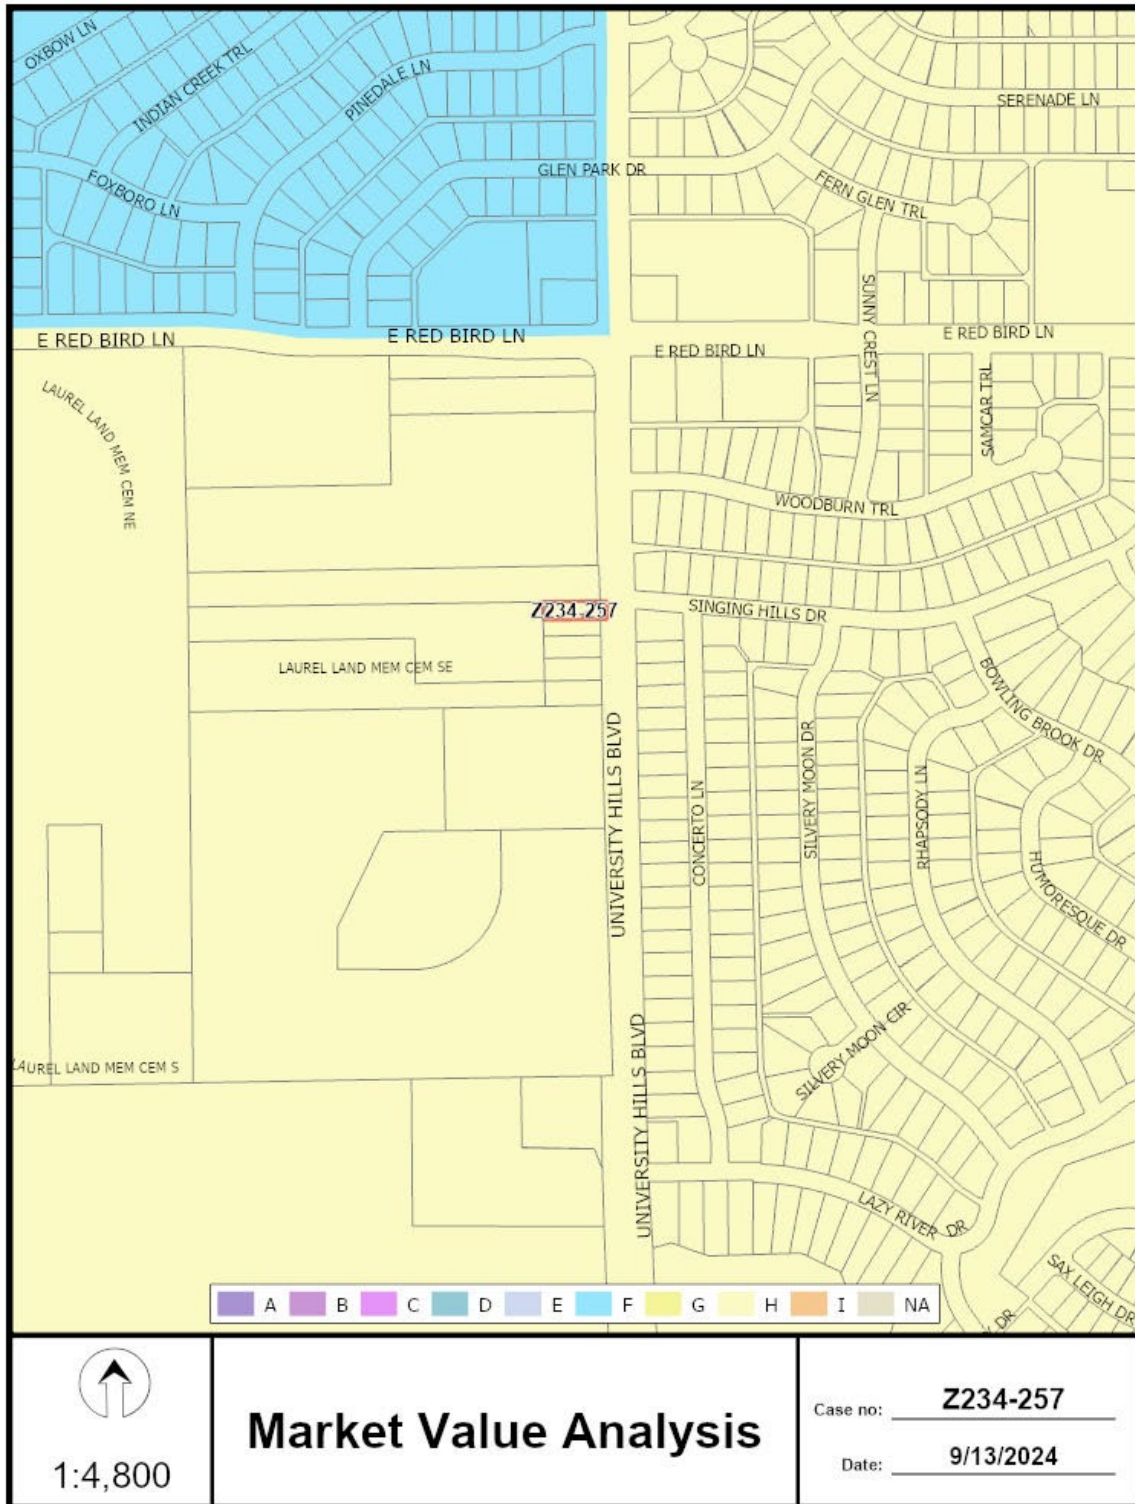 OXBOW LN
INDIAN CREEK TRL
PINEDALE LN
SERENADE LN
GLEN PARK DR
FOXBORO LN
FERN GLEN TRL
SUNNY CREST LN
E RED BIRD LN
E RED BIRD LN
E RED BIRD LN
E RED BIRD LN
LAUREL LAND MEM CEM NE
SAMCAR TRL
WOODBURN TRL
Z234-257
SINGING HILLS DR
LAUREL LAND MEM CEM SE
BOWLING BROOK DR
UNIVERSITY HILLS BLVD
CONCERTO LN
SILVERY MOON DR
RHAPSODY LN
HUMORESQUE DR
SILVERY MOON CIR
LAUREL LAND MEM CEM S
UNIVERSITY HILLS BLVD
LAZY RIVER DR
SAX LEIGH DR
Y DR
A B C D E F G H I NA
1:4,800
Market Value Analysis
Case no: Z234-257
Date: 9/13/2024